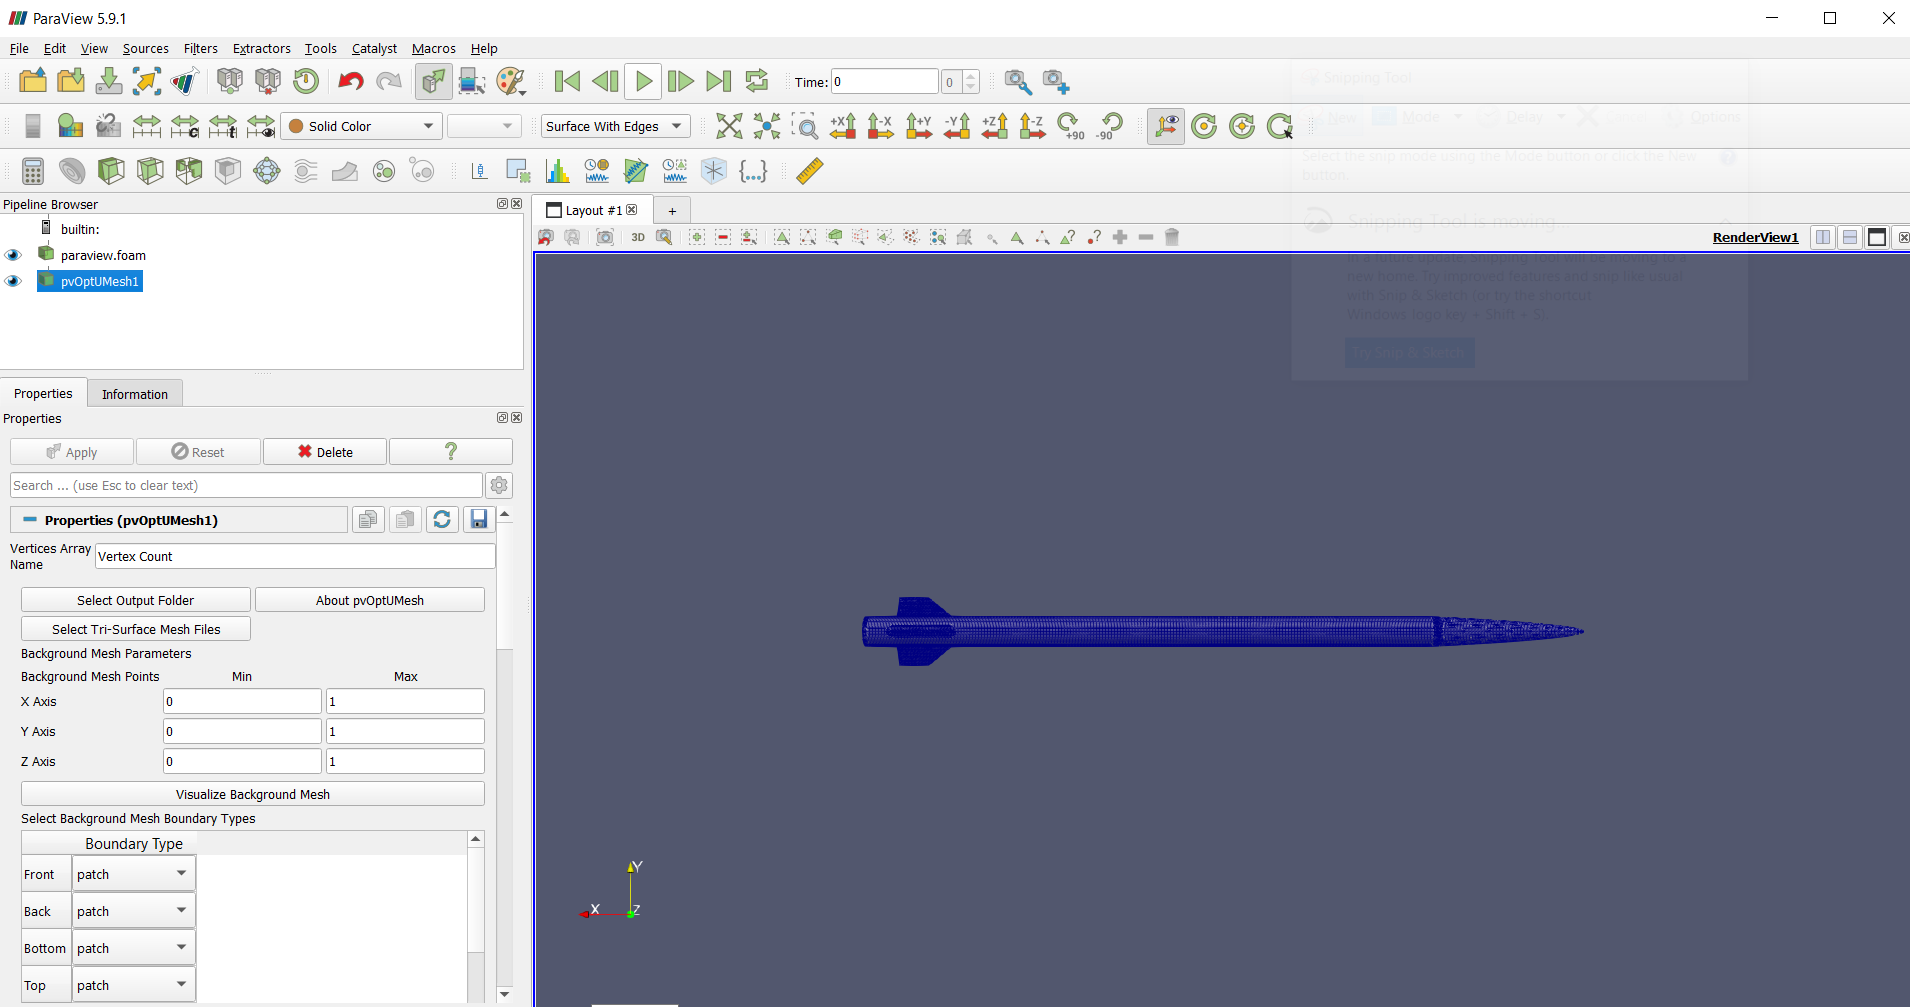 ParaView 5.9.1
File Edit View Sources Filters Extractors Tools Catalyst Macros Help
Time: 0 0
Snipping Tool
Solid Color Surface With Edges +X -X +Y -Y +Z -Z +90 -90
New Mode Delay Options
Select the snip mode using the Mode button or click the New
button.
Pipeline Browser
Layout #1 +
Snipping Tool is moving...
builtin:
3D
RenderView1
paraview.foam
In a future update, Snipping Tool will be moving to a
new home. Try improved features and snip like usual
pvOptUMesh1
with Snip & Sketch (or try the shortcut
Windows logo key + Shift + S).
Try Snip & Sketch
Properties Information
Properties
Apply Reset Delete ?
Search ... (use Esc to clear text)
Properties (pvOptUMesh1)
Vertices Array
Name
Vertex Count
Select Output Folder About pvOptUMesh
Select Tri-Surface Mesh Files
Background Mesh Parameters
Background Mesh Points Min Max
X Axis 0 1
Y Axis 0 1
Z Axis 0 1
Visualize Background Mesh
Select Background Mesh Boundary Types
Boundary Type
Front patch
Back patch
Bottom patch
Top patch
Y
X
Z